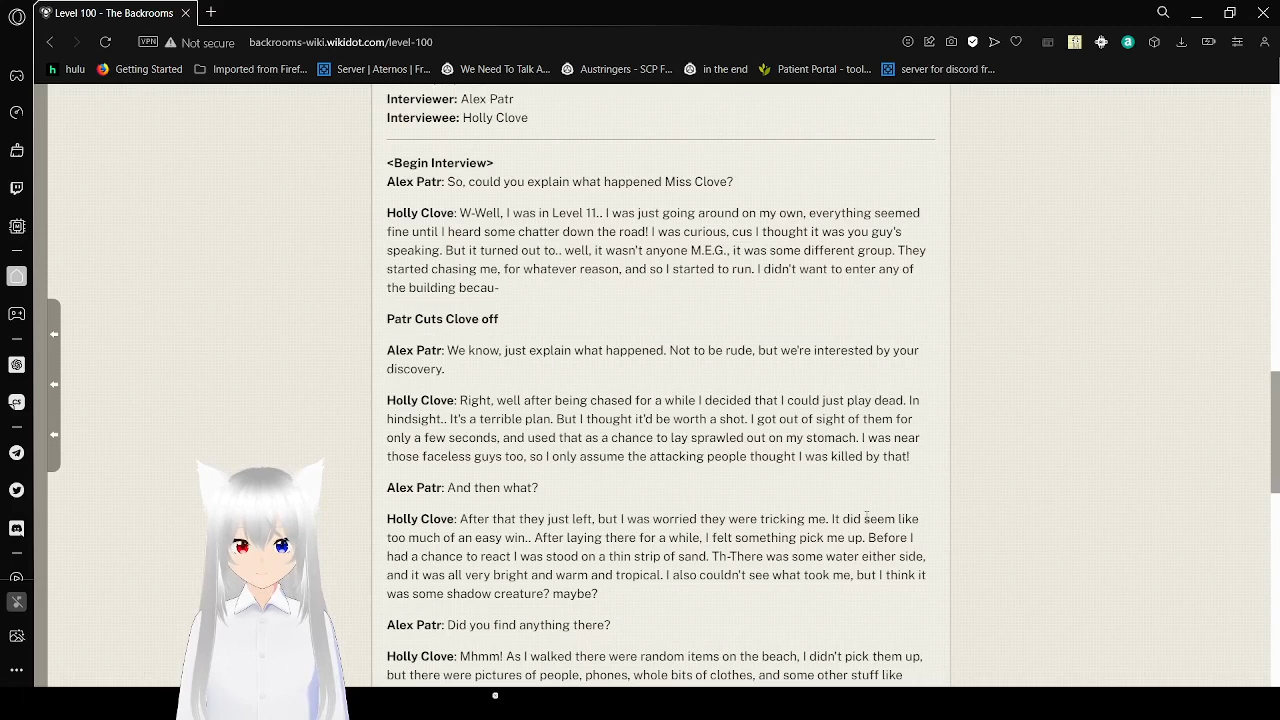 Level 100 - The Backrooms
VPN Not secure backrooms-wiki.wikidot.com/level-100
hulu Getting Started Imported from Firef... Server | Aternos | Fr... We Need To Talk A... Austringers - SCP F... in the end Patient Portal - tool... server for discord fr...
Interviewer: Alex Patr
Interviewee: Holly Clove
<Begin Interview>
Alex Patr: So, could you explain what happened Miss Clove?
Holly Clove: W-Well, I was in Level 11.. I was just going around on my own, everything seemed
fine until I heard some chatter down the road! I was curious, cus I thought it was you guy's
speaking. But it turned out to.. well, it wasn't anyone M.E.G., it was some different group. They
started chasing me, for whatever reason, and so I started to run. I didn't want to enter any of
the building becau-
Patr Cuts Clove off
Alex Patr: We know, just explain what happened. Not to be rude, but we're interested by your
discovery.
Holly Clove: Right, well after being chased for a while I decided that I could just play dead. In
hindsight.. It's a terrible plan. But I thought it'd be worth a shot. I got out of sight of them for
only a few seconds, and used that as a chance to lay sprawled out on my stomach. I was near
those faceless guys too, so I only assume the attacking people thought I was killed by that!
Alex Patr: And then what?
Holly Clove: After that they just left, but I was worried they were tricking me. It did seem like
too much of an easy win.. After laying there for a while, I felt something pick me up. Before I
had a chance to react I was stood on a thin strip of sand. Th-There was some water either side,
and it was all very bright and warm and tropical. I also couldn't see what took me, but I think it
was some shadow creature? maybe?
Alex Patr: Did you find anything there?
Holly Clove: Mhmm! As I walked there were random items on the beach, I didn't pick them up,
but there were pictures of people, phones, whole bits of clothes, and some other stuff like